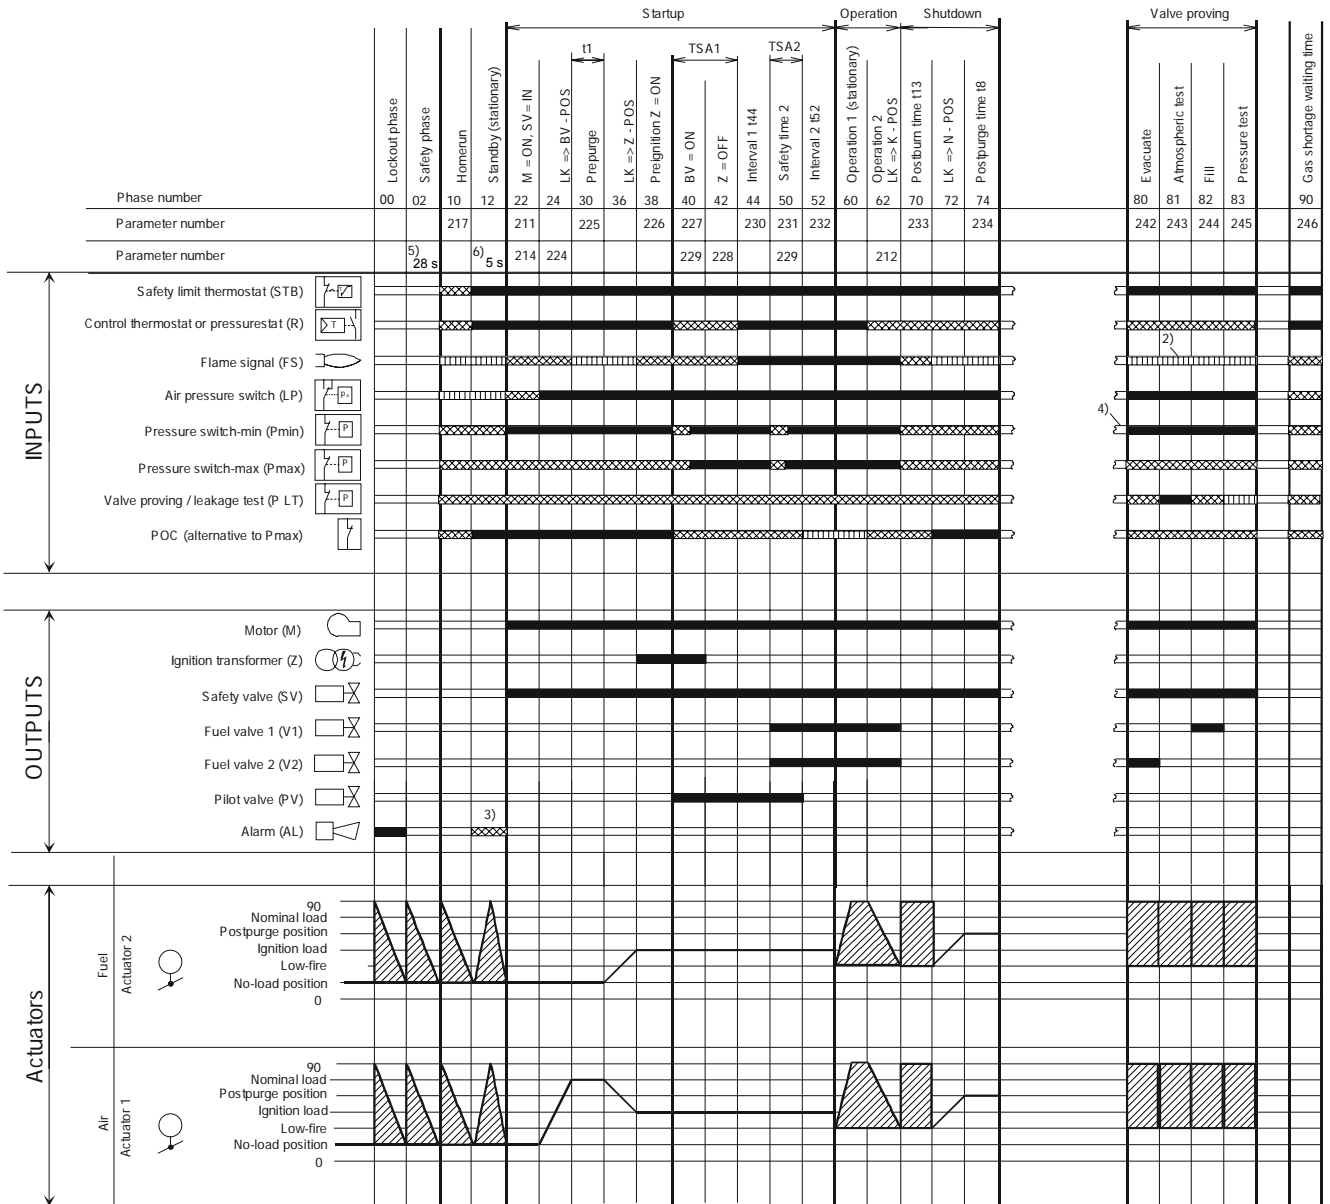 Startup Operation Shutdown Valve proving
t1 TSA1 TSA2
Lockout phase
Safety phase
Homerun
Standby (stationary)
M = ON, SV = IN
LK => BV - POS
Prepurge
LK => Z - POS
Preignition Z = ON
BV = ON
Z = OFF
Interval 1 t44
Safety time 2
Interval 2 t52
Operation 1 (stationary)
Operation 2
LK => K - POS
Postburn time t13
LK => N - POS
Postpurge time t8
Evacuate
Atmospheric test
Fill
Pressure test
Gas shortage waiting time
Phase number 00 02 10 12 22 24 30 36 38 40 42 44 50 52 60 62 70 72 74 80 81 82 83 90
Parameter number 217 211 225 226 227 230 231 232 233 234 242 243 244 245 246
Parameter number 5) 28 s 6) 5 s 214 224 229 228 229 212
INPUTS
Safety limit thermostat (STB)
Control thermostat or pressurestat (R) T
2)
Flame signal (FS)
Air pressure switch (LP) Pa
4)
Pressure switch-min (Pmin) P
Pressure switch-max (Pmax) P
Valve proving / leakage test (P LT) P
POC (alternative to Pmax)
OUTPUTS
Motor (M)
Ignition transformer (Z)
Safety valve (SV)
Fuel valve 1 (V1)
Fuel valve 2 (V2)
Pilot valve (PV)
3)
Alarm (AL)
Actuators
Fuel
Actuator 2
90
Nominal load
Postpurge position
Ignition load
Low-fire
No-load position
0
Air
Actuator 1
90
Nominal load
Postpurge position
Ignition load
Low-fire
No-load position
0